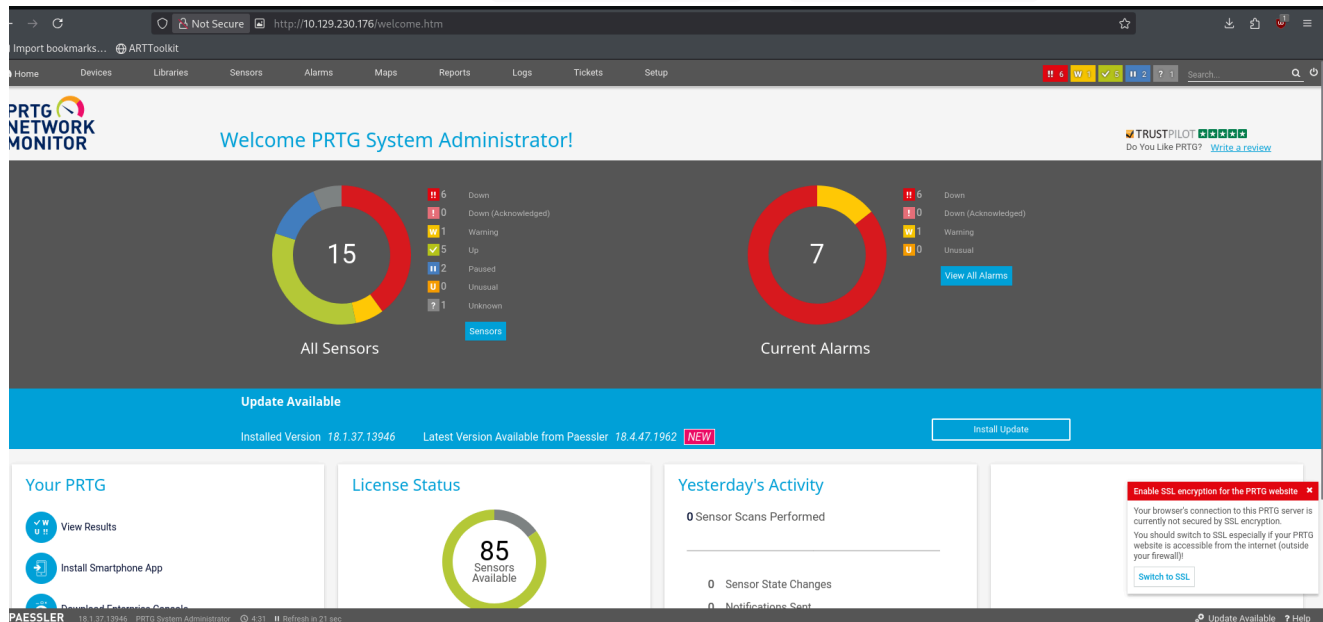 Not Secure http://10.129.230.176/welcome.htm 1
Import bookmarks... ARTToolkit
Home Devices Libraries Sensors Alarms Maps Reports Logs Tickets Setup !! 6 W 1 5 2 ? 1 Search...
PRTG
NETWORK
MONITOR
Welcome PRTG System Administrator!
TRUSTPILOT
Do You Like PRTG? Write a review
15
All Sensors
!! 6 Down
! 0 Down (Acknowledged)
W 1 Warning
5 Up
2 Paused
U 0 Unusual
? 1 Unknown
Sensors
7
Current Alarms
!! 6 Down
! 0 Down (Acknowledged)
W 1 Warning
U 0 Unusual
View All Alarms
Update Available
Installed Version 18.1.37.13946 Latest Version Available from Paessler 18.4.47.1962 NEW
Install Update
Your PRTG
View Results
Install Smartphone App
Download Enterprise Console
License Status
85
Sensors
Available
Yesterday's Activity
0 Sensor Scans Performed
0 Sensor State Changes
0 Notifications Sent
Enable SSL encryption for the PRTG website
Your browser's connection to this PRTG server is
currently not secured by SSL encryption.
You should switch to SSL especially if your PRTG
website is accessible from the internet (outside
your firewall)!
Switch to SSL
PAESSLER 18.1.37.13946 PRTG System Administrator 4:31 Refresh in 21 sec Update Available ? Help